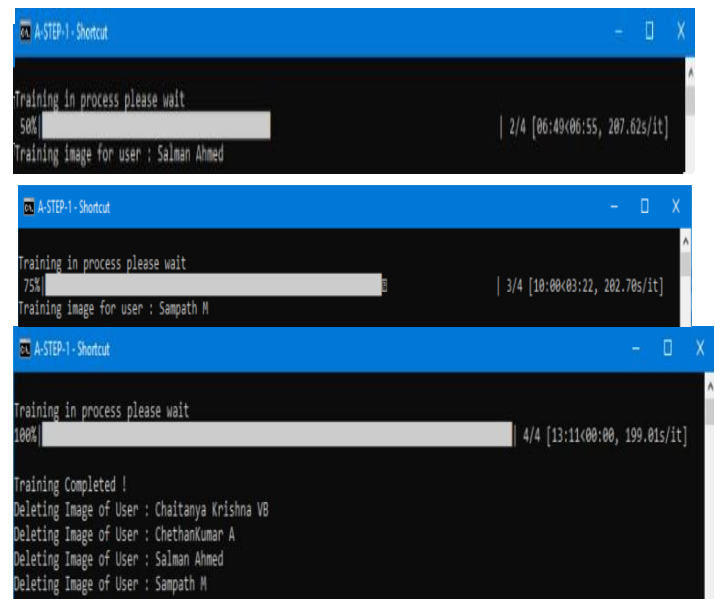 A-STEP-1 - Shortcut
Training in process please wait
50%| | 2/4 [06:49<06:55, 207.62s/it]
Training image for user : Salman Ahmed
A-STEP-1 - Shortcut
Training in process please wait
75%| | 3/4 [10:00<03:22, 202.70s/it]
Training image for user : Sampath M
A-STEP-1 - Shortcut
Training in process please wait
100%| | 4/4 [13:11<00:00, 199.01s/it]
Training Completed !
Deleting Image of User : Chaitanya Krishna VB
Deleting Image of User : ChethanKumar A
Deleting Image of User : Salman Ahmed
Deleting Image of User : Sampath M